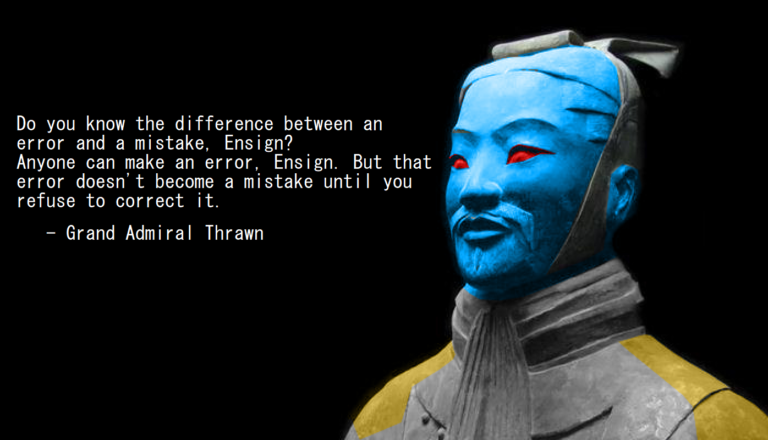 Do you know the difference between an
error and a mistake, Ensign?
Anyone can make an error, Ensign. But that
error doesn't become a mistake until you
refuse to correct it.
– Grand Admiral Thrawn